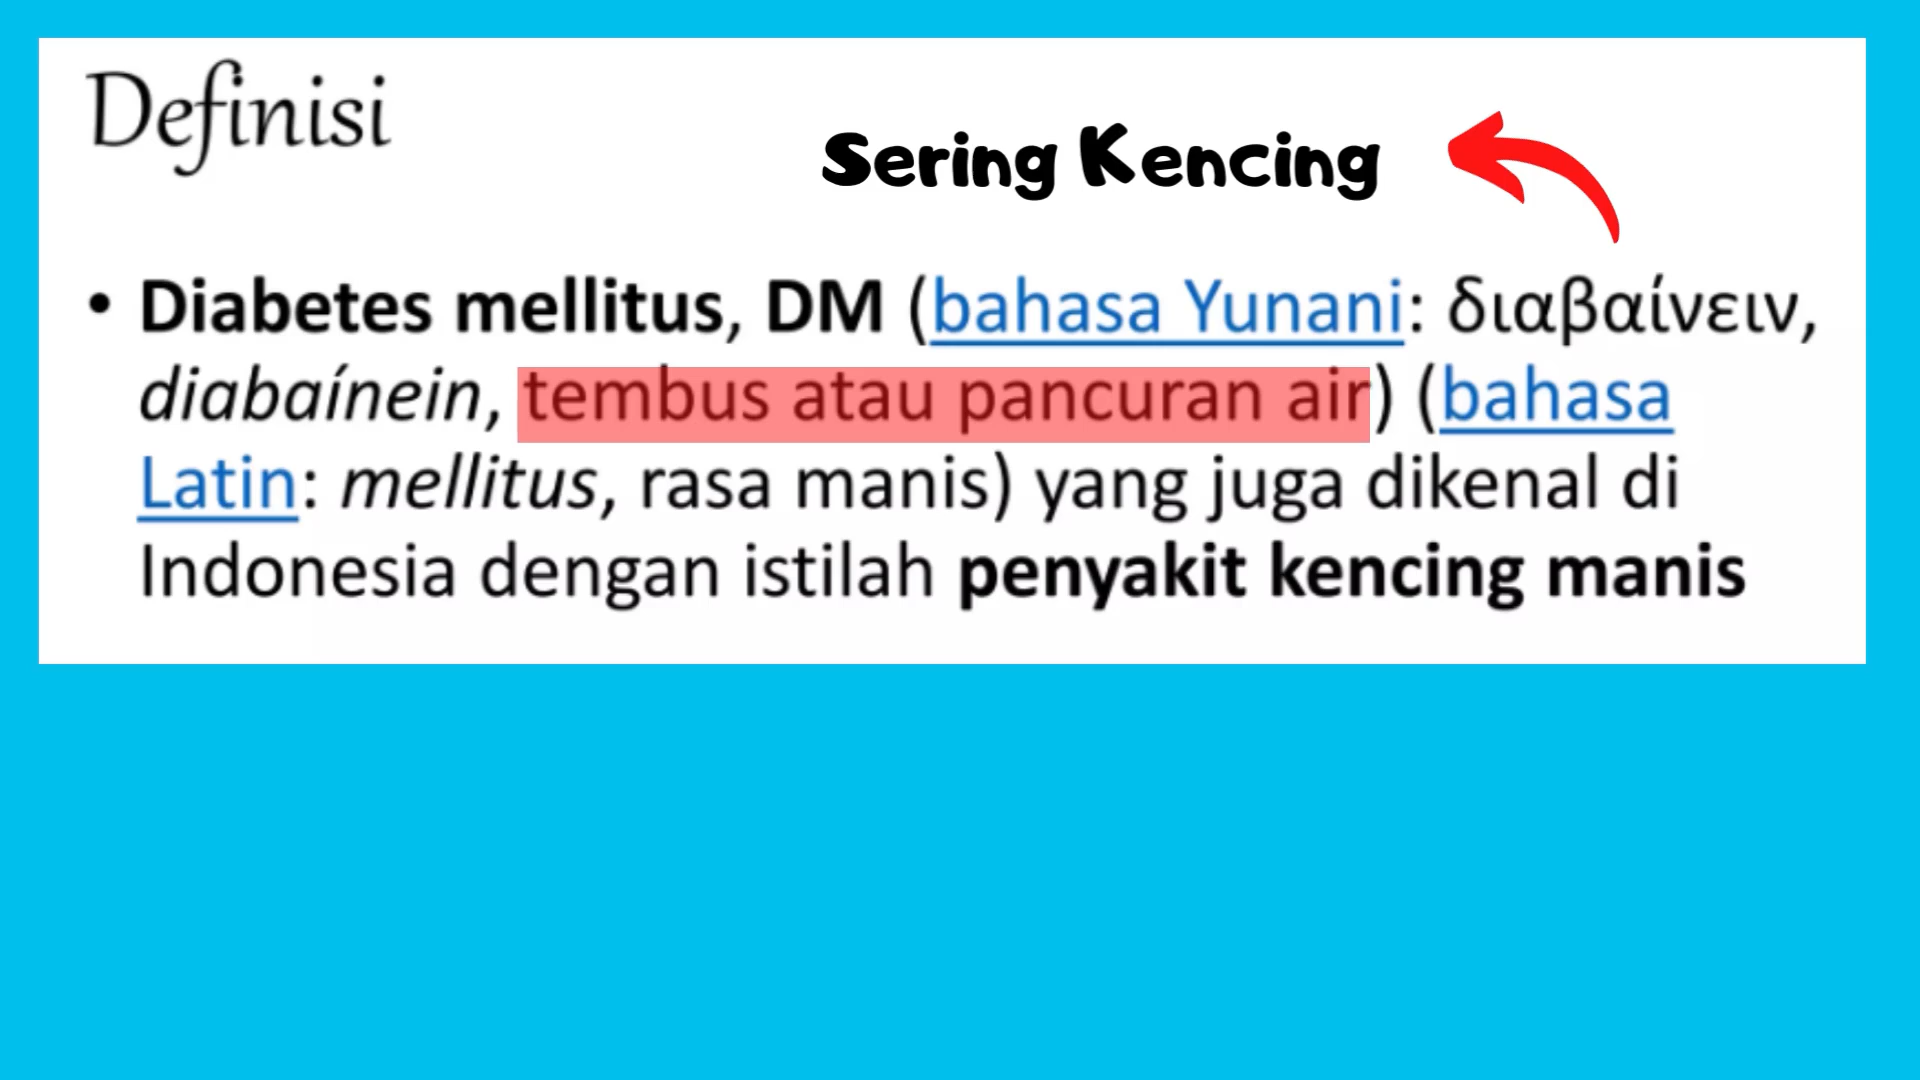 Definisi
Sering Kencing
• Diabetes mellitus, DM (bahasa Yunani: διαβαίνειν,
diabaínein, tembus atau pancuran air) (bahasa
Latin: mellitus, rasa manis) yang juga dikenal di
Indonesia dengan istilah penyakit kencing manis